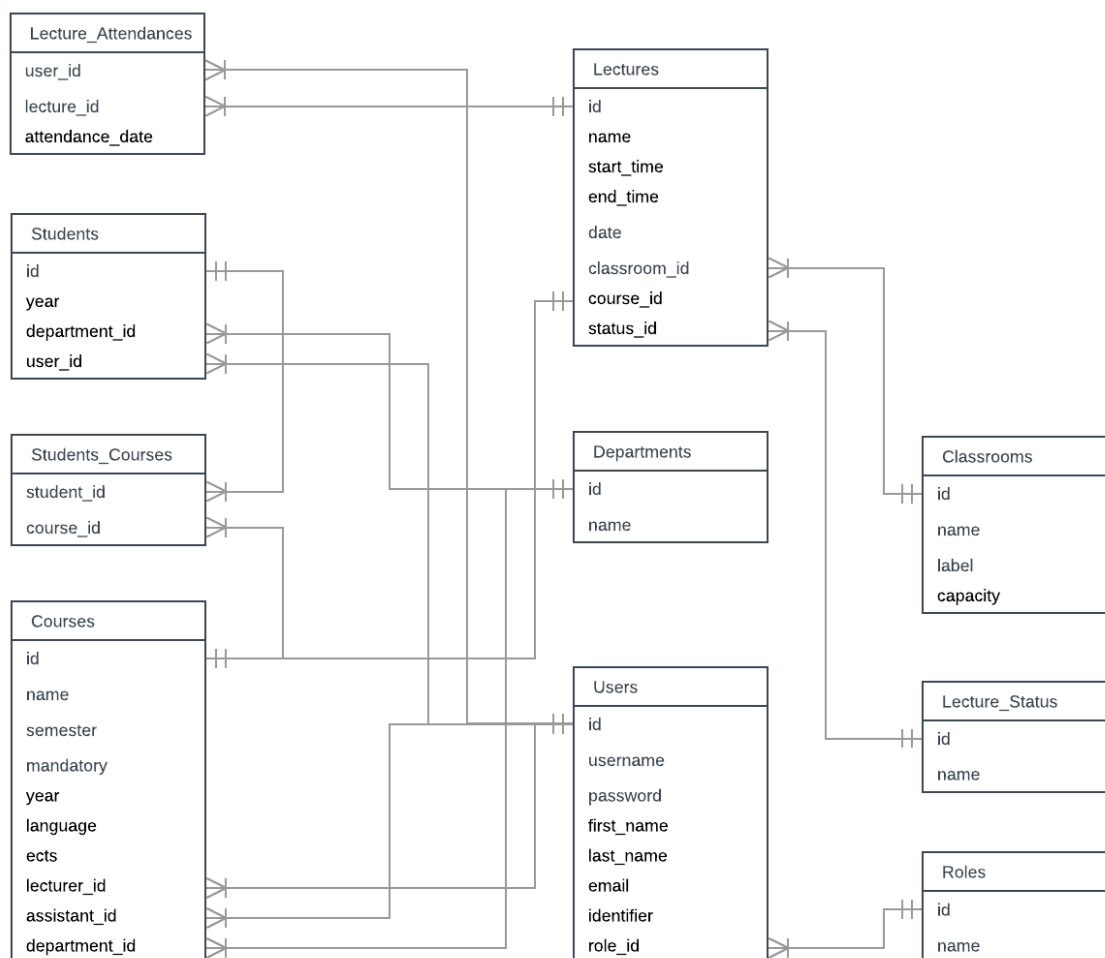 Lecture_Attendances
user_id
lecture_id
attendance_date
Students
id
year
department_id
user_id
Students_Courses
student_id
course_id
Courses
id
name
semester
mandatory
year
language
ects
lecturer_id
assistant_id
department_id
Lectures
id
name
start_time
end_time
date
classroom_id
course_id
status_id
Departments
id
name
Users
id
username
password
first_name
last_name
email
identifier
role_id
Classrooms
id
name
label
capacity
Lecture_Status
id
name
Roles
id
name